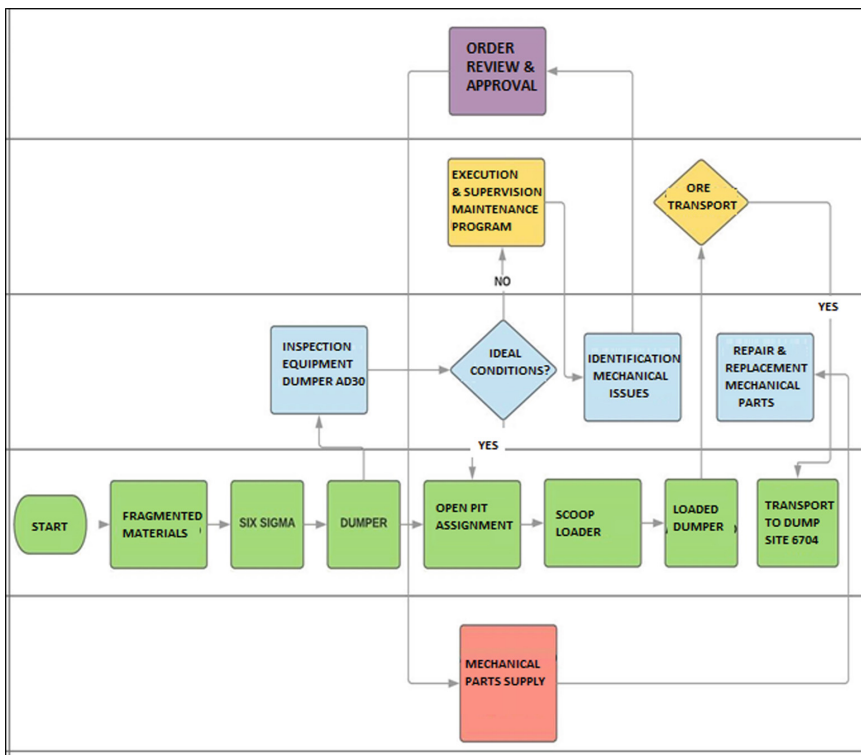 ORDER
REVIEW &
APPROVAL
EXECUTION
& SUPERVISION
MAINTENANCE
PROGRAM
ORE
TRANSPORT
NO
YES
INSPECTION
EQUIPMENT
DUMPER AD30
IDEAL
CONDITIONS?
IDENTIFICATION
MECHANICAL
ISSUES
REPAIR &
REPLACEMENT
MECHANICAL
PARTS
YES
START
FRAGMENTED
MATERIALS
SIX SIGMA
DUMPER
OPEN PIT
ASSIGNMENT
SCOOP
LOADER
LOADED
DUMPER
TRANSPORT
TO DUMP
SITE 6704
MECHANICAL
PARTS SUPPLY